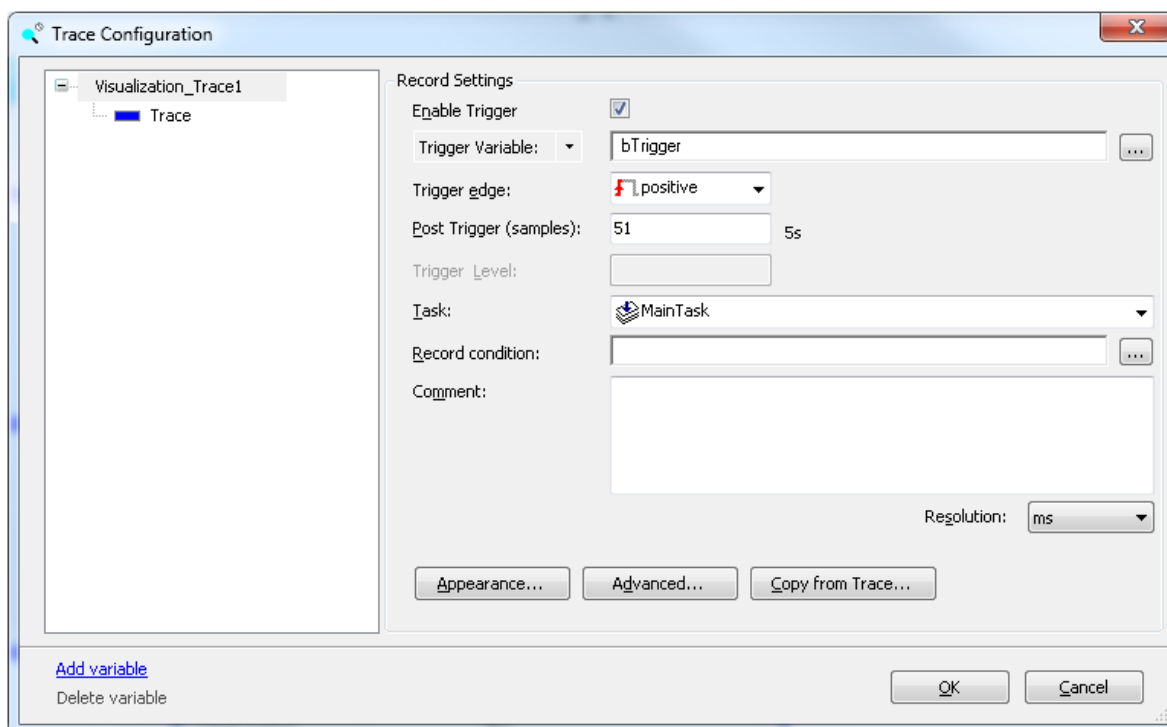 Trace Configuration
Visualization_Trace1
Trace
Record Settings
Enable Trigger
Trigger Variable: bTrigger ...
Trigger edge: positive
Post Trigger (samples): 51 5s
Trigger Level:
Task: MainTask
Record condition: ...
Comment:
Resolution: ms
Appearance... Advanced... Copy from Trace...
Add variable
Delete variable
OK Cancel